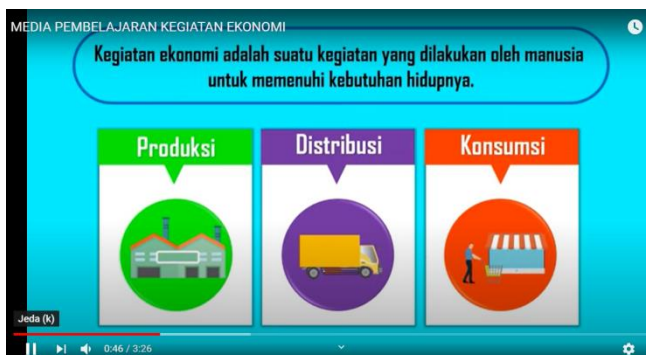 MEDIA PEMBELAJARAN KEGIATAN EKONOMI
Kegiatan ekonomi adalah suatu kegiatan yang dilakukan oleh manusia
untuk memenuhi kebutuhan hidupnya.
Produksi
Distribusi
Konsumsi
Jeda (k)
0:46 / 3:26